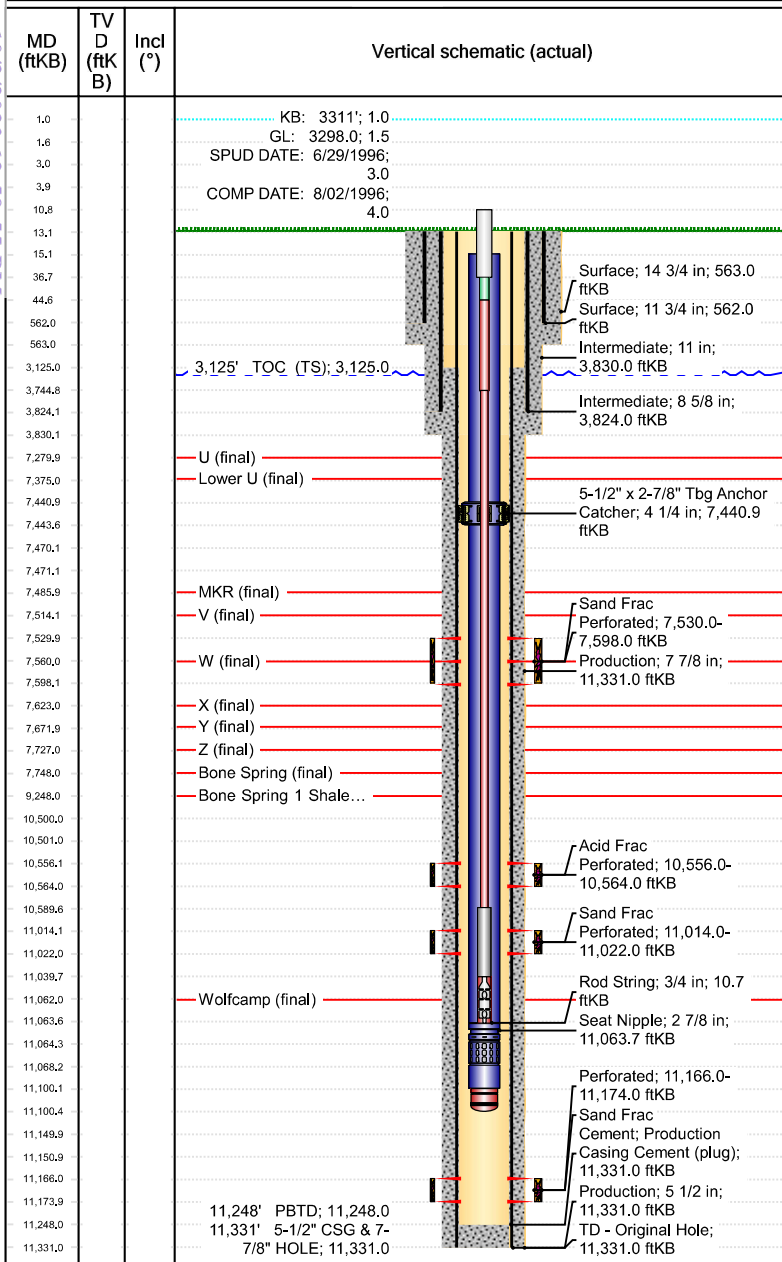 MD (ftKB)
TV D (ftK B)
Incl (°)
Vertical schematic (actual)
1.0
1.6
3.0
3.9
10.8
13.1
15.1
36.7
44.6
562.0
563.0
3,125.0
3,744.8
3,824.1
3,830.1
7,279.9
7,375.0
7,440.9
7,443.6
7,470.1
7,471.1
7,485.9
7,514.1
7,529.9
7,560.0
7,598.1
7,623.0
7,671.9
7,727.0
7,748.0
9,248.0
10,500.0
10,501.0
10,556.1
10,564.0
10,589.6
11,014.1
11,022.0
11,039.7
11,062.0
11,063.6
11,064.3
11,068.2
11,100.1
11,100.4
11,149.9
11,150.9
11,166.0
11,173.9
11,248.0
11,331.0
KB: 3311'; 1.0
GL: 3298.0; 1.5
SPUD DATE: 6/29/1996;
3.0
COMP DATE: 8/02/1996;
4.0
3,125' TOC (TS); 3,125.0
U (final)
Lower U (final)
MKR (final)
V (final)
W (final)
X (final)
Y (final)
Z (final)
Bone Spring (final)
Bone Spring 1 Shale…
Wolfcamp (final)
11,248' PBTD; 11,248.0
11,331' 5-1/2" CSG & 7-
7/8" HOLE; 11,331.0
Surface; 14 3/4 in; 563.0
ftKB
Surface; 11 3/4 in; 562.0
ftKB
Intermediate; 11 in;
3,830.0 ftKB
Intermediate; 8 5/8 in;
3,824.0 ftKB
5-1/2" x 2-7/8" Tbg Anchor
Catcher; 4 1/4 in; 7,440.9
ftKB
Sand Frac
Perforated; 7,530.0-
7,598.0 ftKB
Production; 7 7/8 in;
11,331.0 ftKB
Acid Frac
Perforated; 10,556.0-
10,564.0 ftKB
Sand Frac
Perforated; 11,014.0-
11,022.0 ftKB
Rod String; 3/4 in; 10.7
ftKB
Seat Nipple; 2 7/8 in;
11,063.7 ftKB
Perforated; 11,166.0-
11,174.0 ftKB
Sand Frac
Cement; Production
Casing Cement (plug);
11,331.0 ftKB
Production; 5 1/2 in;
11,331.0 ftKB
TD - Original Hole;
11,331.0 ftKB